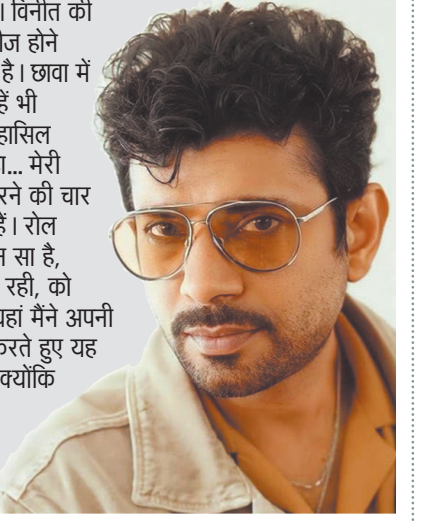 । विनीत की
ीज होने
है। छावा में
हें भी
हासिल
ा... मेरी
रने की चार
हैं। रोल
न सा है,
रही, को
यहां मैंने अपनी
करते हुए यह
क्योंकि